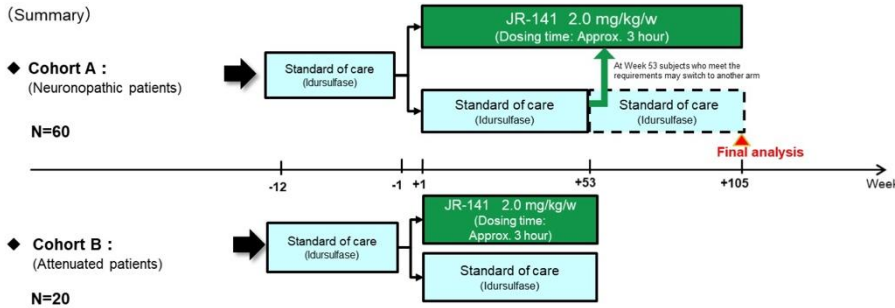 (Summary)
JR-141 2.0 mg/kg/w
(Dosing time: Approx. 3 hour)
At Week 53 subjects who meet the
requirements may switch to another arm
◆ Cohort A :
(Neuronopathic patients)
N=60
Standard of care
(Idursulfase)
Standard of care
(Idursulfase)
Standard of care
(Idursulfase)
Final analysis
-12
-1
+1
+53
+105
Week
JR-141 2.0 mg/kg/w
(Dosing time:
Approx. 3 hour)
◆ Cohort B :
(Attenuated patients)
N=20
Standard of care
(Idursulfase)
Standard of care
(Idursulfase)